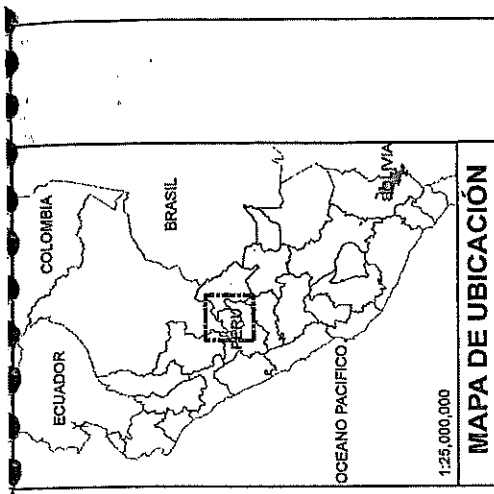 COLOMBIA
ECUADOR
BRASIL
PERU
BOLIVIA
OCEANO PACIFICO
1:25,000,000
MAPA DE UBICACIÓN